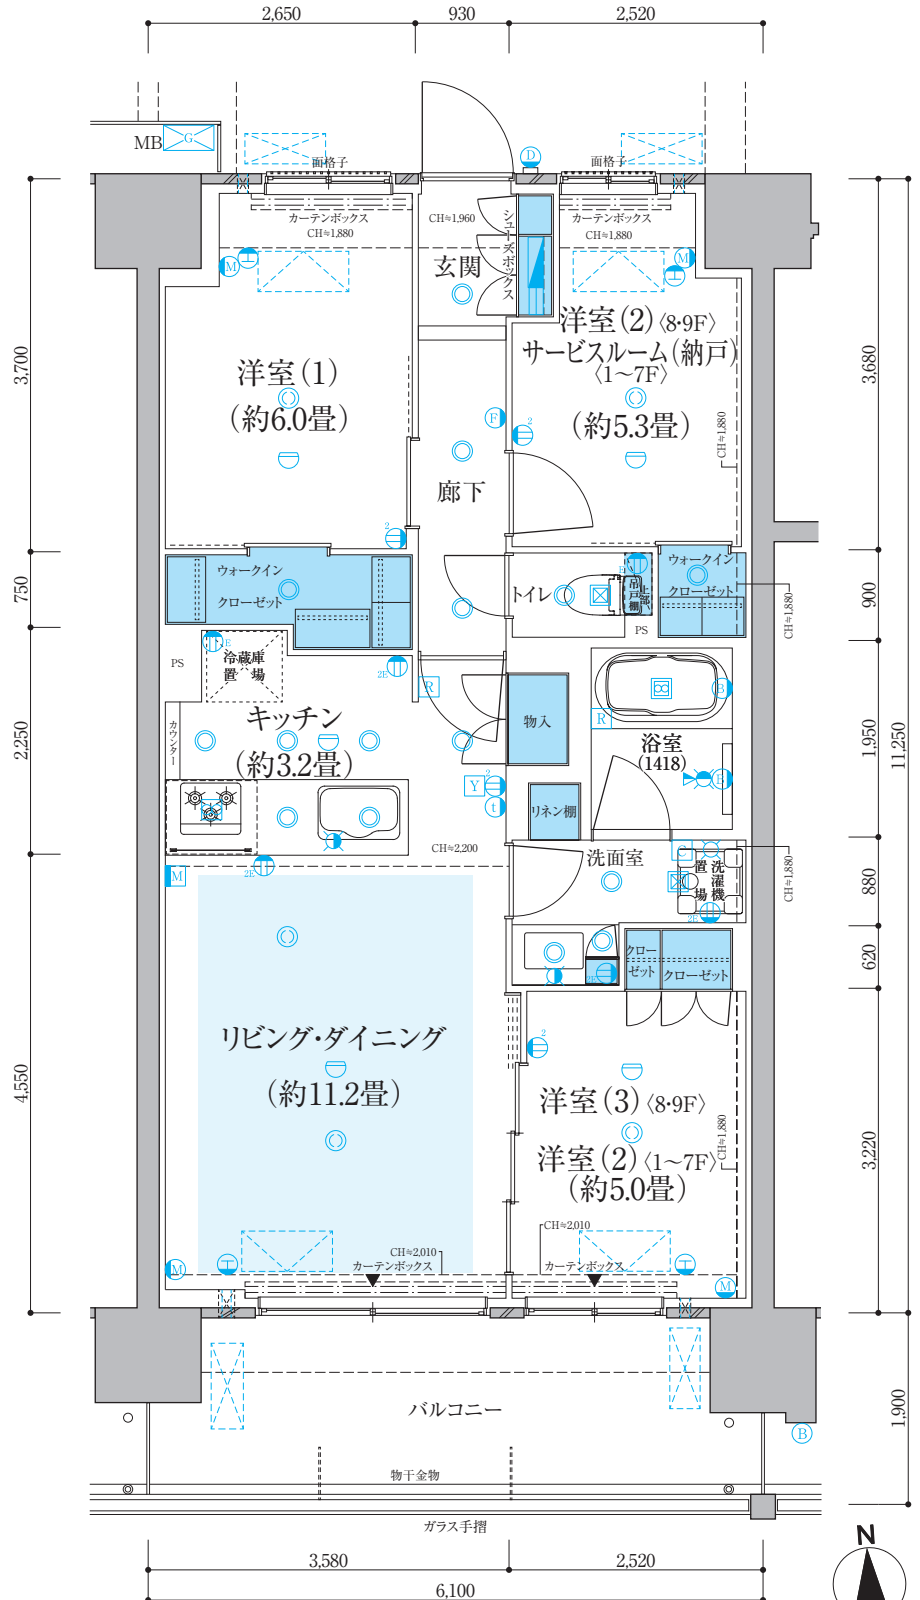 2,650 930 2,520
MB G
面格子 D 面格子
カーテンボックス
CH≒1,880
CH≒1,960
シューズボックス
カーテンボックス
CH≒1,880
M
M
玄関
洋室(2)〈8・9F〉
サービスルーム(納戸)
〈1～7F〉
(約5.3畳)
CH≒1,880
洋室(1)
(約6.0畳)
F
2
廊下
2
3,700
3,680
ウォークイン
クローゼット
トイレ
E
吊戸棚
上部
PS
ウォークイン
クローゼット
CH≒1,880
750
900
PS
E
冷蔵庫
置場
2E
R
キッチン
(約3.2畳)
カウンター
物入
R
B
浴室
(1418)
E
Y
2
t
リネン棚
2,250
1,950
11,250
CH≒2,200
M
2E
洗面室
C
洗濯機
置場
2E
CH≒1,880
880
2E
クロー
ゼット
クローゼット
620
リビング・ダイニング
(約11.2畳)
2
洋室(3)〈8・9F〉
洋室(2)〈1～7F〉
(約5.0畳)
CH≒1,880
4,550
3,220
CH≒2,010
カーテンボックス
CH≒2,010
カーテンボックス
M
M
バルコニー
B
1,900
物干金物
ガラス手摺
N
3,580 2,520
6,100